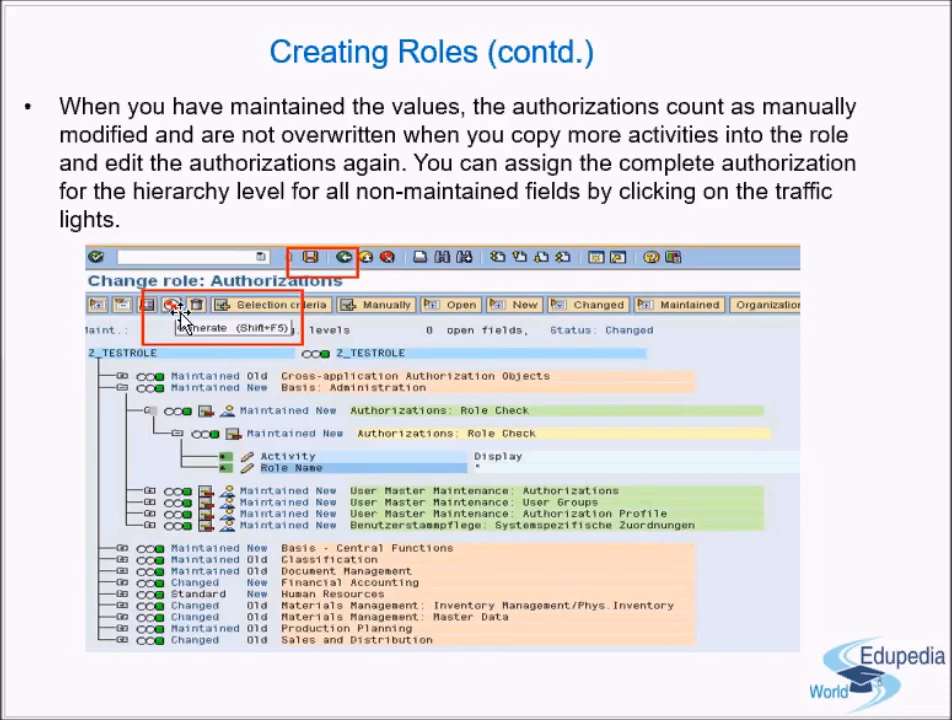 Creating Roles (contd.)
• When you have maintained the values, the authorizations count as manually
modified and are not overwritten when you copy more activities into the role
and edit the authorizations again. You can assign the complete authorization
for the hierarchy level for all non-maintained fields by clicking on the traffic
lights.
Change role: Authorizations
Selection criteria Manually Open New Changed Maintained Organizatio
Maint.: levels 0 open fields, Status: Changed
(Shift+F5)
Z_TESTROLE Z_TESTROLE
Maintained Old Cross-application Authorization Objects
Maintained New Basis: Administration
Maintained New Authorizations: Role Check
Maintained New Authorizations: Role Check
Activity Display
Role Name *
Maintained New User Master Maintenance: Authorizations
Maintained New User Master Maintenance: User Groups
Maintained New User Master Maintenance: Authorization Profile
Maintained New Benutzerstammpflege: Systemspezifische Zuordnungen
Maintained New Basis - Central Functions
Maintained Old Classification
Maintained Old Document Management
Changed New Financial Accounting
Standard New Human Resources
Changed Old Materials Management: Inventory Management/Phys.Inventory
Changed Old Materials Management: Master Data
Maintained Old Production Planning
Changed Old Sales and Distribution
Edupedia
World